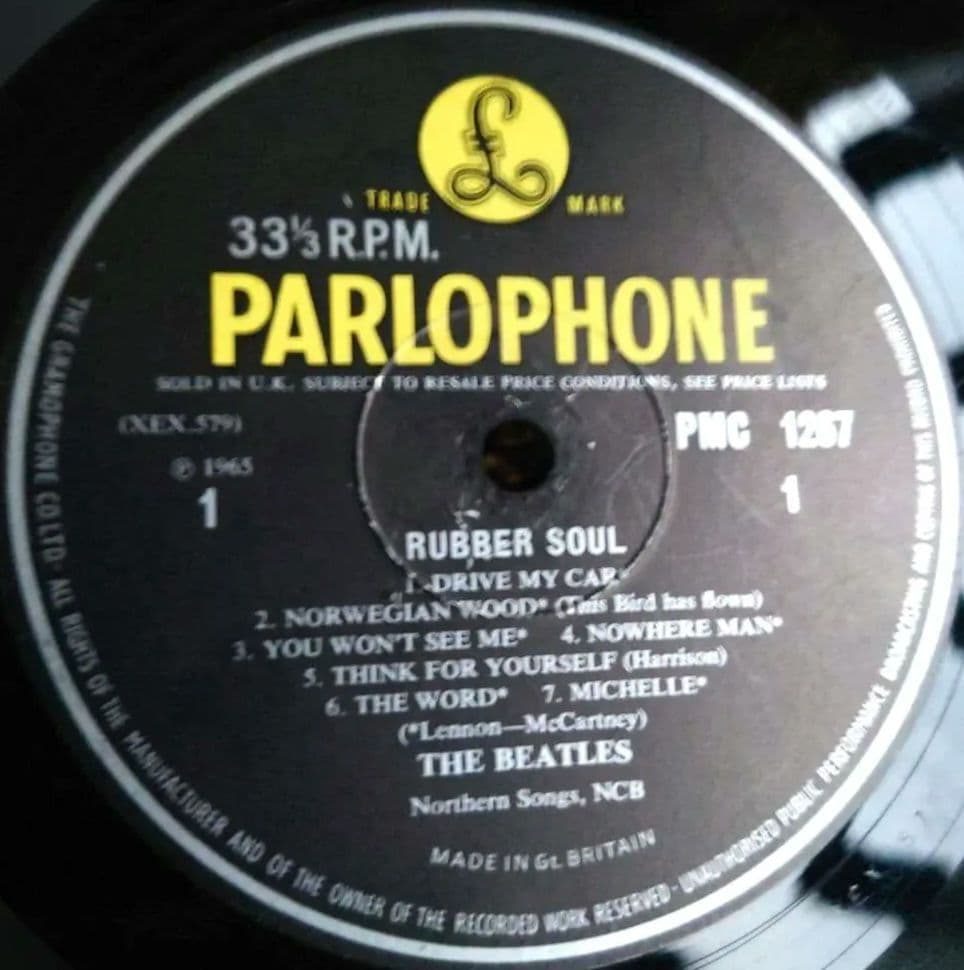 £
TRADE MARK
33⅓ R.P.M.
PARLOPHONE
SOLD IN U.K. SUBJECT TO RESALE PRICE CONDITIONS, SEE PRICE LISTS
(XEX.579)
PMC 1267
℗ 1965
1
1
RUBBER SOUL
1. DRIVE MY CAR*
2. NORWEGIAN WOOD* (This Bird has flown)
3. YOU WON'T SEE ME* 4. NOWHERE MAN*
5. THINK FOR YOURSELF (Harrison)
6. THE WORD* 7. MICHELLE*
(*Lennon—McCartney)
THE BEATLES
Northern Songs, NCB
MADE IN Gt. BRITAIN
THE GRAMOPHONE CO. LTD · ALL RIGHTS OF THE MANUFACTURER AND OF THE OWNER OF THE RECORDED WORK RESERVED · UNAUTHORISED PUBLIC PERFORMANCE BROADCASTING AND COPYING OF THIS RECORD PROHIBITED